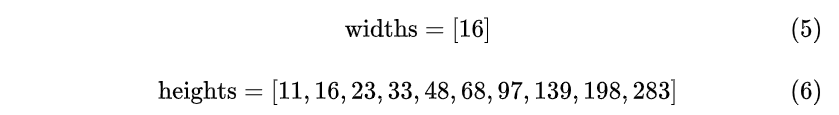 widths = [16] (5)
heights = [11, 16, 23, 33, 48, 68, 97, 139, 198, 283] (6)